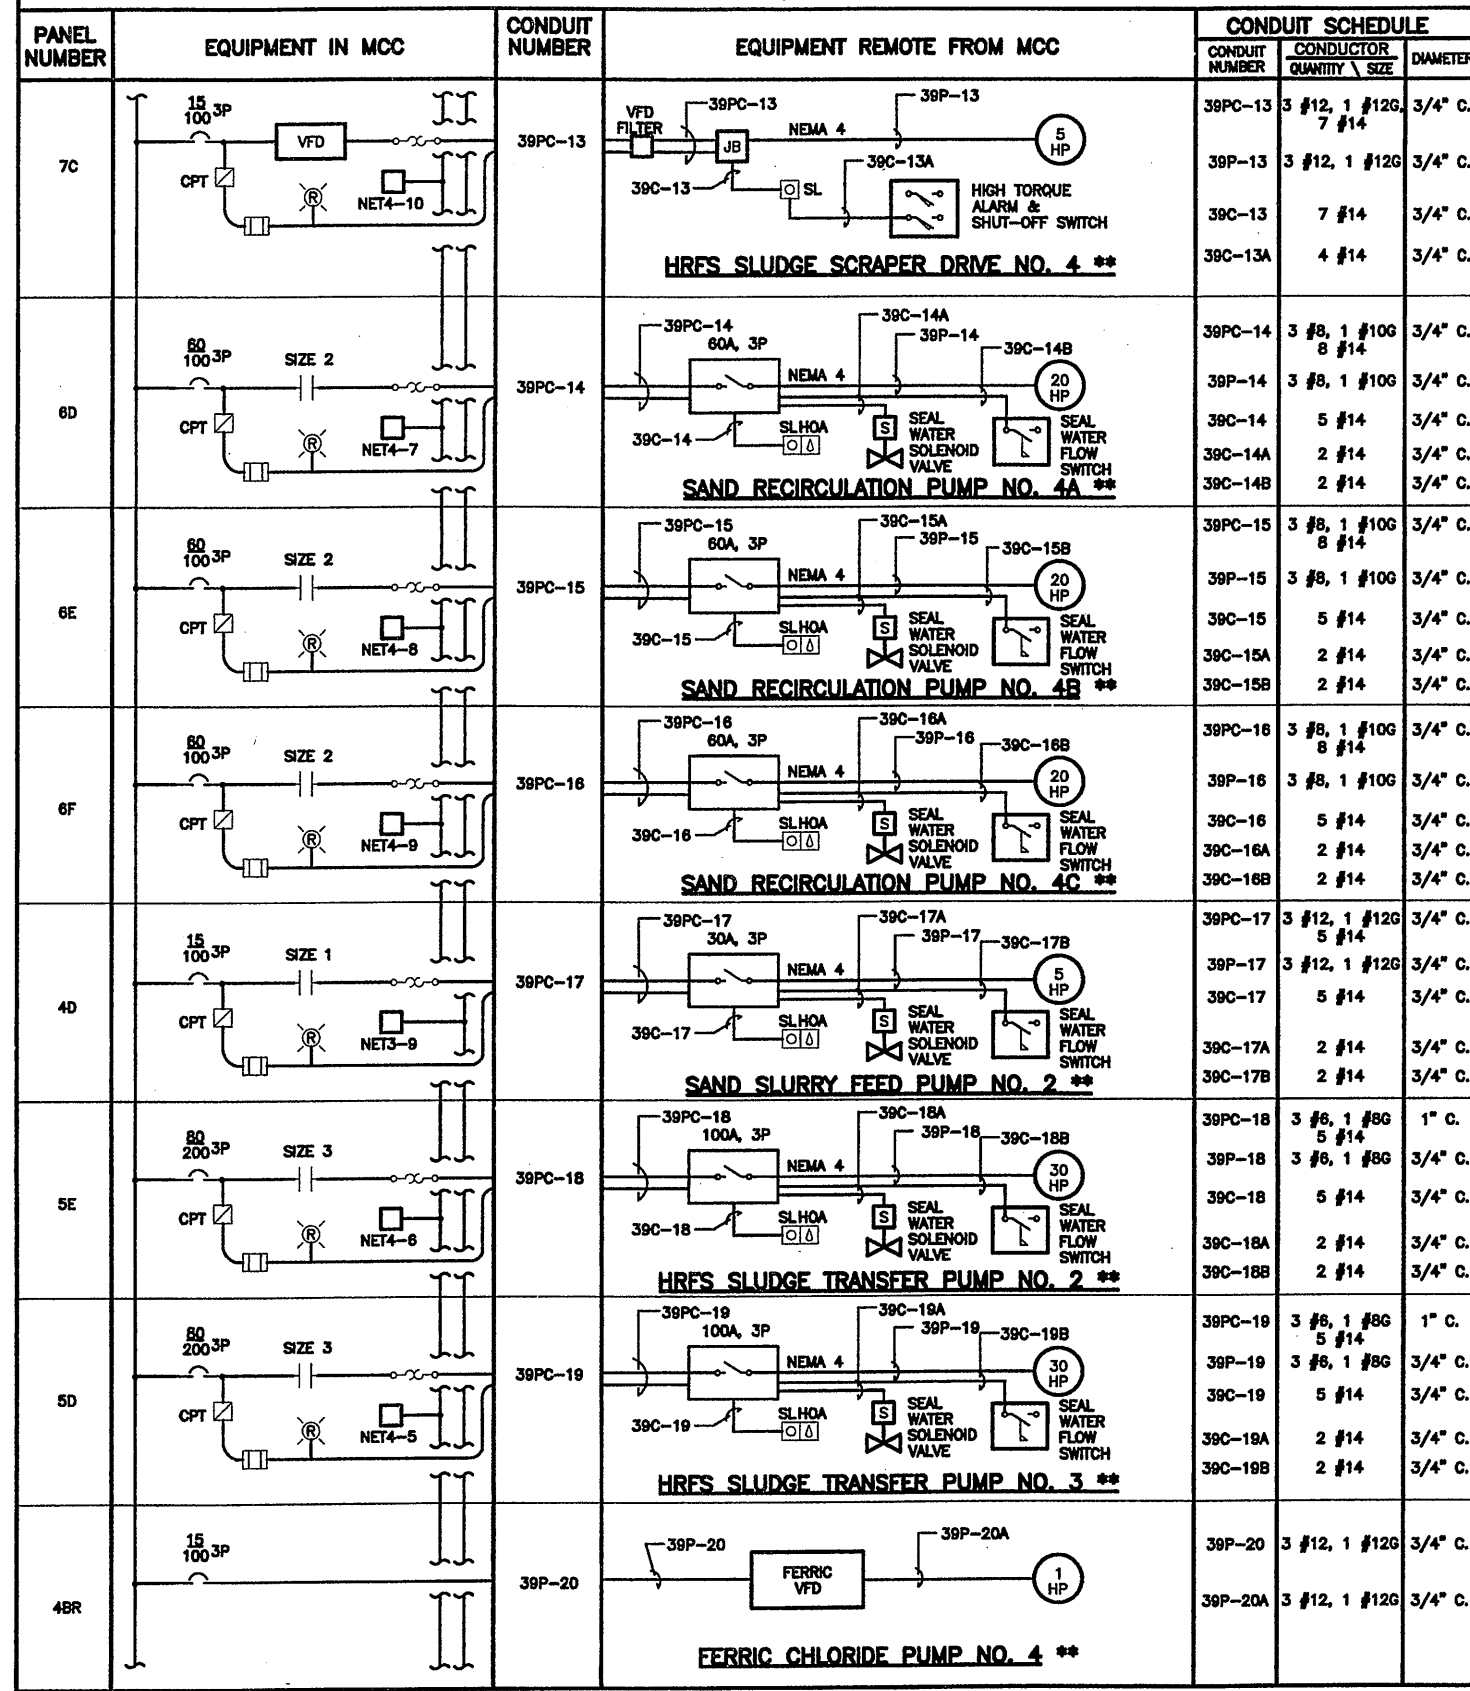 PANEL NUMBER
EQUIPMENT IN MCC
CONDUIT NUMBER
EQUIPMENT REMOTE FROM MCC
CONDUIT SCHEDULE
CONDUIT NUMBER
CONDUCTOR
QUANTITY \ SIZE
DIAMETER
7C
15
100 3P
VFD
CPT
R
NET4-10
39PC-13
VFD FILTER
39PC-13
39P-13
JB
NEMA 4
5 HP
39C-13A
39C-13
SL
HIGH TORQUE
ALARM &
SHUT-OFF SWITCH
HRFS SLUDGE SCRAPER DRIVE NO. 4 **
39PC-13 3 #12, 1 #12G, 3/4" C.
7 #14
39P-13 3 #12, 1 #12G 3/4" C.
39C-13 7 #14 3/4" C.
39C-13A 4 #14 3/4" C.
6D
60
100 3P
SIZE 2
CPT
R
NET4-7
39PC-14
39PC-14
60A, 3P
39C-14A
39P-14
39C-14B
NEMA 4
20 HP
39C-14
SL HOA
S
SEAL
WATER
SOLENOID
VALVE
SEAL
WATER
FLOW
SWITCH
SAND RECIRCULATION PUMP NO. 4A **
39PC-14 3 #8, 1 #10G 3/4" C.
8 #14
39P-14 3 #8, 1 #10G 3/4" C.
39C-14 5 #14 3/4" C.
39C-14A 2 #14 3/4" C.
39C-14B 2 #14 3/4" C.
6E
60
100 3P
SIZE 2
CPT
R
NET4-8
39PC-15
39PC-15
60A, 3P
39C-15A
39P-15
39C-15B
NEMA 4
20 HP
39C-15
SL HOA
S
SEAL
WATER
SOLENOID
VALVE
SEAL
WATER
FLOW
SWITCH
SAND RECIRCULATION PUMP NO. 4B **
39PC-15 3 #8, 1 #10G 3/4" C.
8 #14
39P-15 3 #8, 1 #10G 3/4" C.
39C-15 5 #14 3/4" C.
39C-15A 2 #14 3/4" C.
39C-15B 2 #14 3/4" C.
6F
60
100 3P
SIZE 2
CPT
R
NET4-9
39PC-16
39PC-16
60A, 3P
39C-16A
39P-16
39C-16B
NEMA 4
20 HP
39C-16
SL HOA
S
SEAL
WATER
SOLENOID
VALVE
SEAL
WATER
FLOW
SWITCH
SAND RECIRCULATION PUMP NO. 4C **
39PC-16 3 #8, 1 #10G 3/4" C.
8 #14
39P-16 3 #8, 1 #10G 3/4" C.
39C-16 5 #14 3/4" C.
39C-16A 2 #14 3/4" C.
39C-16B 2 #14 3/4" C.
4D
15
100 3P
SIZE 1
CPT
R
NET3-9
39PC-17
39PC-17
30A, 3P
39C-17A
39P-17
39C-17B
NEMA 4
5 HP
39C-17
SL HOA
S
SEAL
WATER
SOLENOID
VALVE
SEAL
WATER
FLOW
SWITCH
SAND SLURRY FEED PUMP NO. 2 **
39PC-17 3 #12, 1 #12G 3/4" C.
5 #14
39P-17 3 #12, 1 #12G 3/4" C.
39C-17 5 #14 3/4" C.
39C-17A 2 #14 3/4" C.
39C-17B 2 #14 3/4" C.
5E
80
200 3P
SIZE 3
CPT
R
NET4-6
39PC-18
39PC-18
100A, 3P
39C-18A
39P-18
39C-18B
NEMA 4
30 HP
39C-18
SL HOA
S
SEAL
WATER
SOLENOID
VALVE
SEAL
WATER
FLOW
SWITCH
HRFS SLUDGE TRANSFER PUMP NO. 2 **
39PC-18 3 #6, 1 #8G 1" C.
5 #14
39P-18 3 #6, 1 #8G 3/4" C.
39C-18 5 #14 3/4" C.
39C-18A 2 #14 3/4" C.
39C-18B 2 #14 3/4" C.
5D
80
200 3P
SIZE 3
CPT
R
NET4-5
39PC-19
39PC-19
100A, 3P
39C-19A
39P-19
39C-19B
NEMA 4
30 HP
39C-19
SL HOA
S
SEAL
WATER
SOLENOID
VALVE
SEAL
WATER
FLOW
SWITCH
HRFS SLUDGE TRANSFER PUMP NO. 3 **
39PC-19 3 #6, 1 #8G 1" C.
5 #14
39P-19 3 #6, 1 #8G 3/4" C.
39C-19 5 #14 3/4" C.
39C-19A 2 #14 3/4" C.
39C-19B 2 #14 3/4" C.
4BR
15
100 3P
39P-20
39P-20
FERRIC
VFD
39P-20A
1 HP
FERRIC CHLORIDE PUMP NO. 4 **
39P-20 3 #12, 1 #12G 3/4" C.
39P-20A 3 #12, 1 #12G 3/4" C.